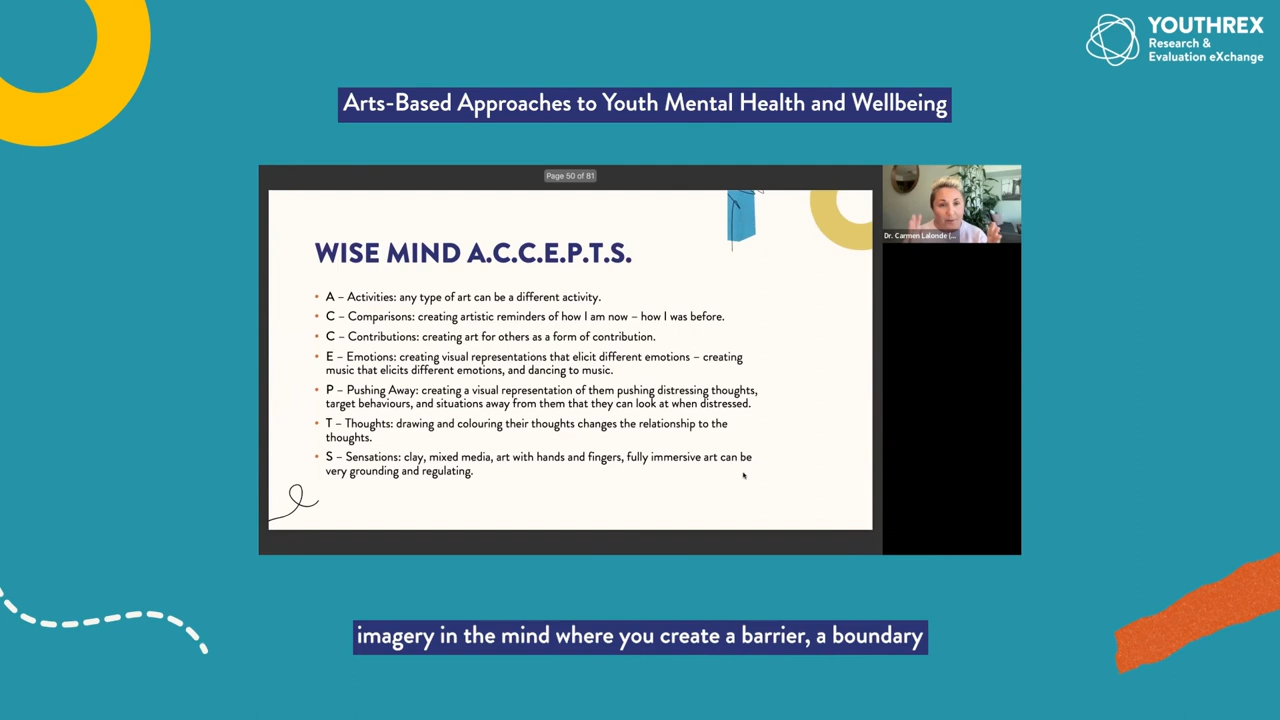 YOUTHREX
Research &
Evaluation eXchange
Arts-Based Approaches to Youth Mental Health and Wellbeing
Page 50 of 81
WISE MIND A.C.C.E.P.T.S.
• A – Activities: any type of art can be a different activity.
• C – Comparisons: creating artistic reminders of how I am now – how I was before.
• C – Contributions: creating art for others as a form of contribution.
• E – Emotions: creating visual representations that elicit different emotions – creating
music that elicits different emotions, and dancing to music.
• P – Pushing Away: creating a visual representation of them pushing distressing thoughts,
target behaviours, and situations away from them that they can look at when distressed.
• T – Thoughts: drawing and colouring their thoughts changes the relationship to the
thoughts.
• S – Sensations: clay, mixed media, art with hands and fingers, fully immersive art can be
very grounding and regulating.
Dr. Carmen Lalonde (...
imagery in the mind where you create a barrier, a boundary